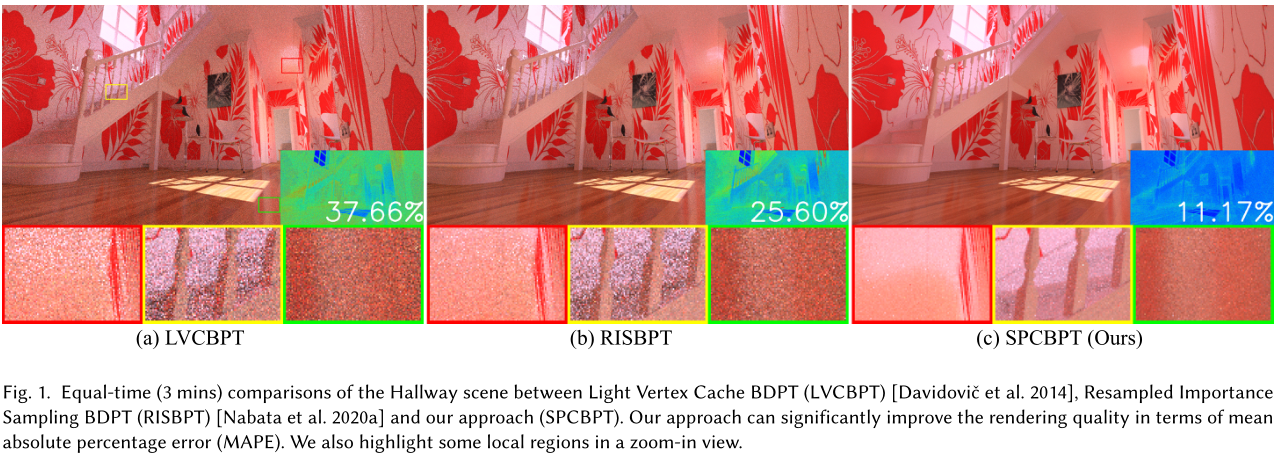 37.66%
25.60%
11.17%
(a) LVCBPT
(b) RISBPT
(c) SPCBPT (Ours)
Fig. 1. Equal-time (3 mins) comparisons of the Hallway scene between Light Vertex Cache BDPT (LVCBPT) [Davidovič et al. 2014], Resampled Importance
Sampling BDPT (RISBPT) [Nabata et al. 2020a] and our approach (SPCBPT). Our approach can significantly improve the rendering quality in terms of mean
absolute percentage error (MAPE). We also highlight some local regions in a zoom-in view.